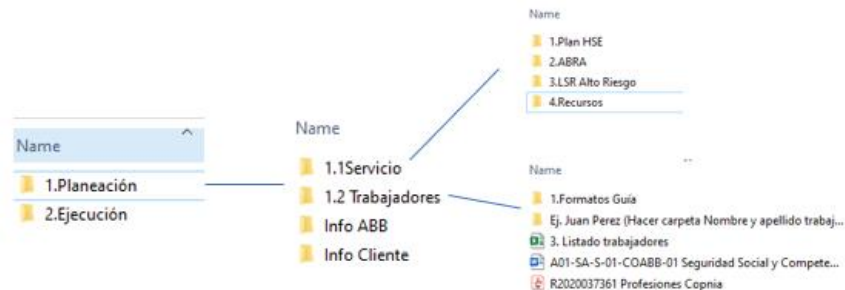 Name
1.Planeación
2.Ejecución
Name
1.1Servicio
1.2 Trabajadores
Info ABB
Info Cliente
Name
1.Plan HSE
2.ABRA
3.LSR Alto Riesgo
4.Recursos
Name
1.Formatos Guía
Ej. Juan Perez (Hacer carpeta Nombre y apellido trabaj...
3. Listado trabajadores
A01-SA-S-01-COABB-01 Seguridad Social y Compete...
R2020037361 Profesiones Copnia